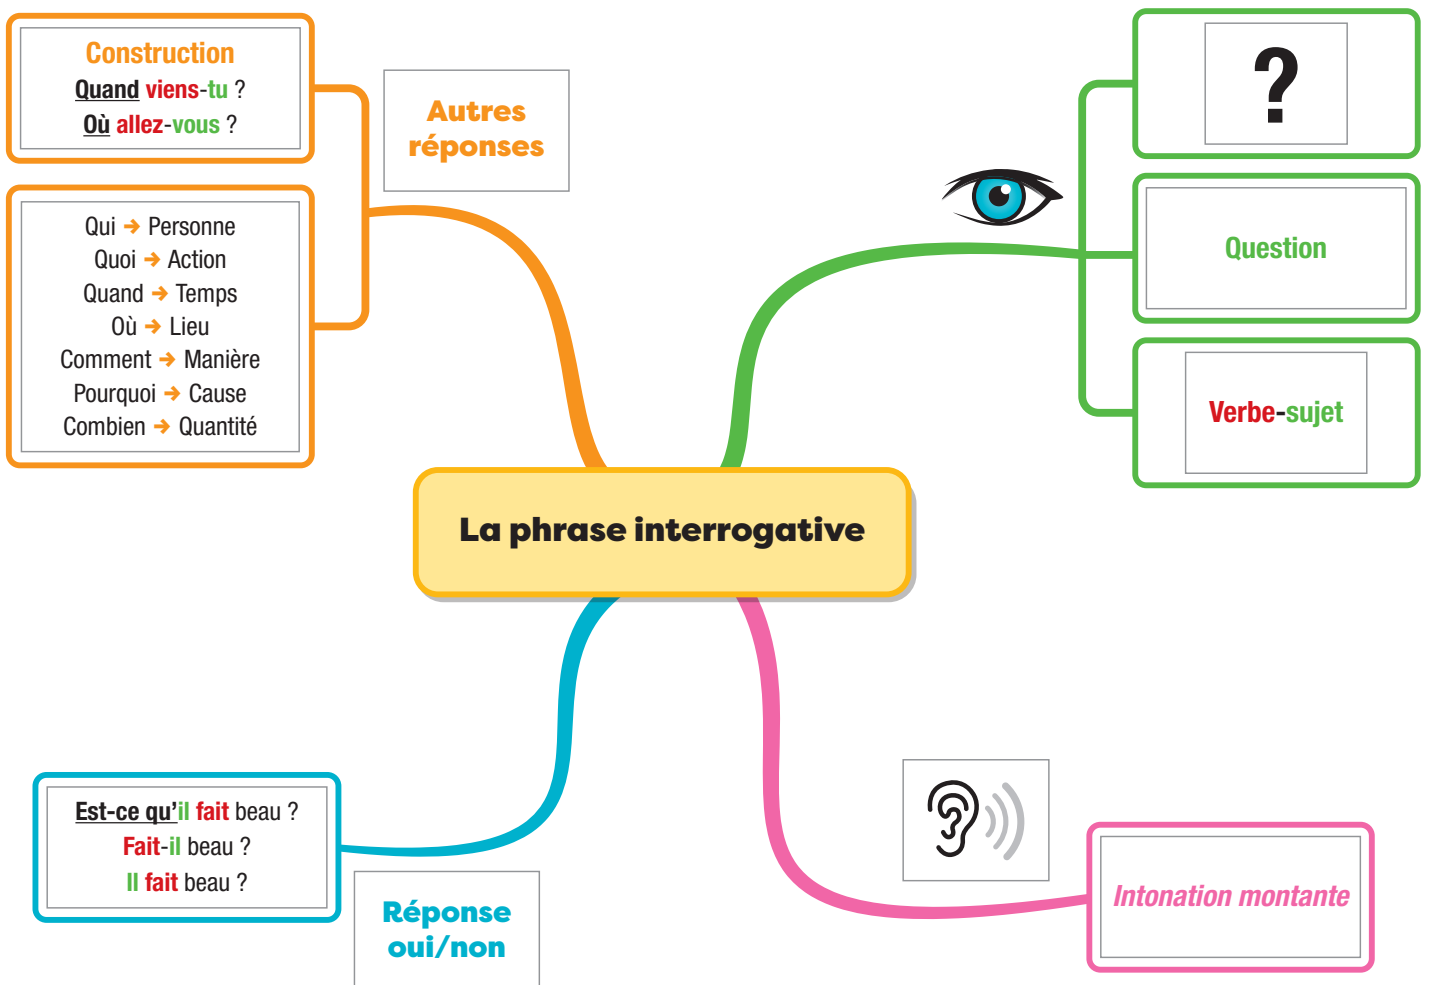 Construction
Quand viens-tu ?
Où allez-vous ?
Autres
réponses
Qui → Personne
Quoi → Action
Quand → Temps
Où → Lieu
Comment → Manière
Pourquoi → Cause
Combien → Quantité
?
Question
Verbe-sujet
La phrase interrogative
Est-ce qu'il fait beau ?
Fait-il beau ?
Il fait beau ?
Réponse
oui/non
Intonation montante